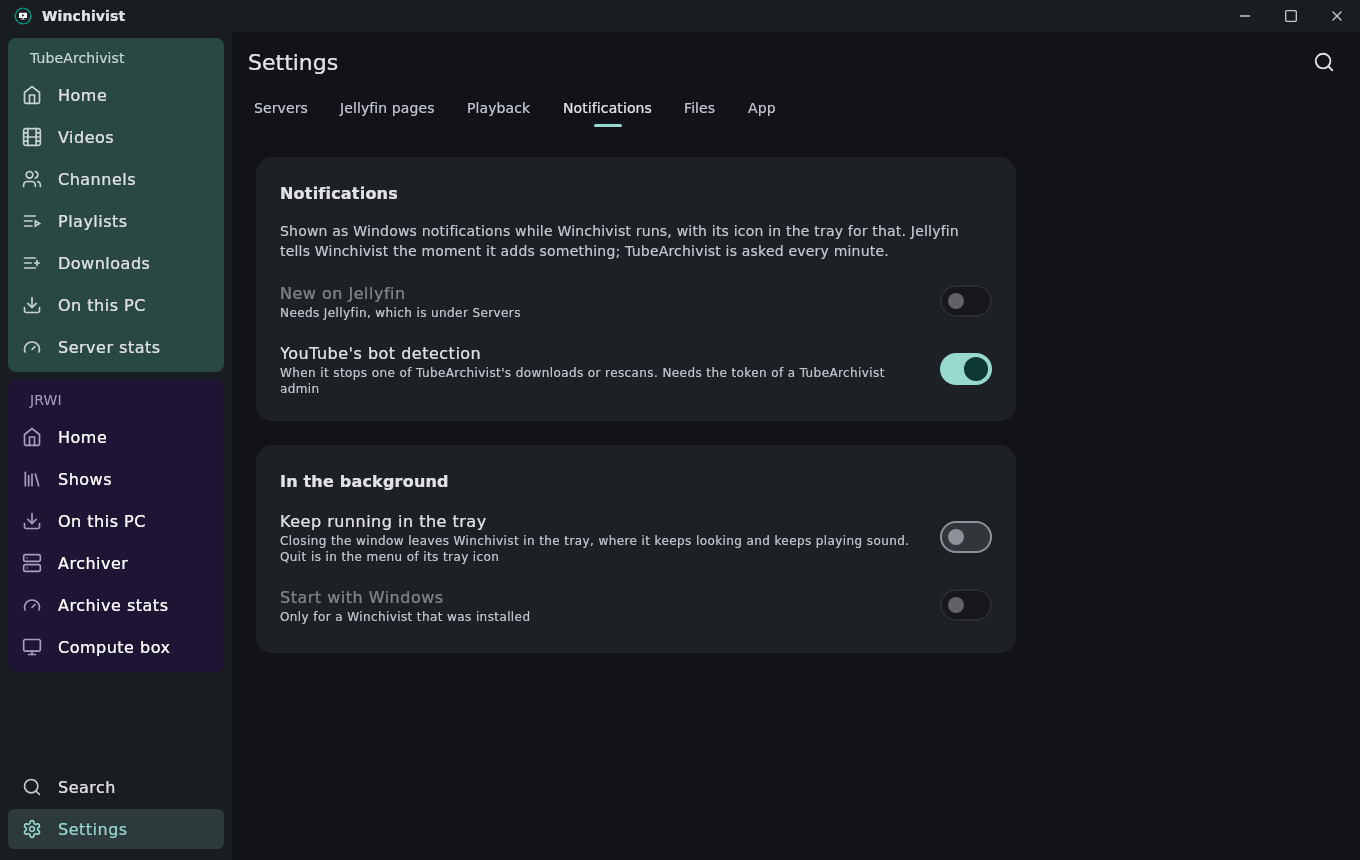 Winchivist
TubeArchivist
Home
Videos
Channels
Playlists
Downloads
On this PC
Server stats
JRWI
Home
Shows
On this PC
Archiver
Archive stats
Compute box
Search
Settings
Settings
Servers Jellyfin pages Playback Notifications Files App
Notifications
Shown as Windows notifications while Winchivist runs, with its icon in the tray for that. Jellyfin
tells Winchivist the moment it adds something; TubeArchivist is asked every minute.
New on Jellyfin
Needs Jellyfin, which is under Servers
YouTube's bot detection
When it stops one of TubeArchivist's downloads or rescans. Needs the token of a TubeArchivist
admin
In the background
Keep running in the tray
Closing the window leaves Winchivist in the tray, where it keeps looking and keeps playing sound.
Quit is in the menu of its tray icon
Start with Windows
Only for a Winchivist that was installed